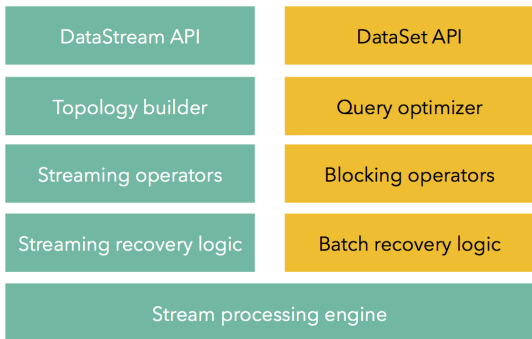 DataStream API
DataSet API
Topology builder
Query optimizer
Streaming operators
Blocking operators
Streaming recovery logic
Batch recovery logic
Stream processing engine